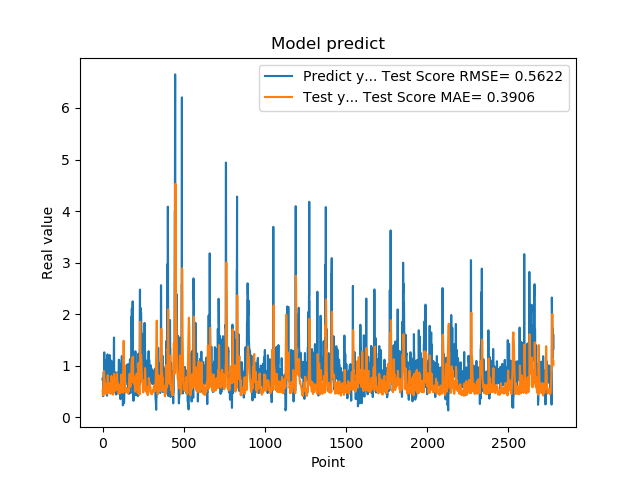 Model predict
Predict y... Test Score RMSE= 0.5622
Test y... Test Score MAE= 0.3906
Real value
6
5
4
3
2
1
0
0 500 1000 1500 2000 2500
Point